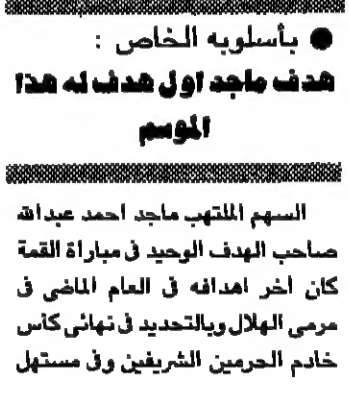 ● بأسلوبه الخاص :
هدف ماجد اول هدف له هذا
الموسم
السهم الملتهب ماجد احمد عبدالله
صاحب الهدف الوحيد في مباراة القمة
كان أخر اهدافه في العام الماضي في
مرمى الهلال وبالتحديد في نهائي كأس
خادم الحرمين الشريفين وفي مستهل